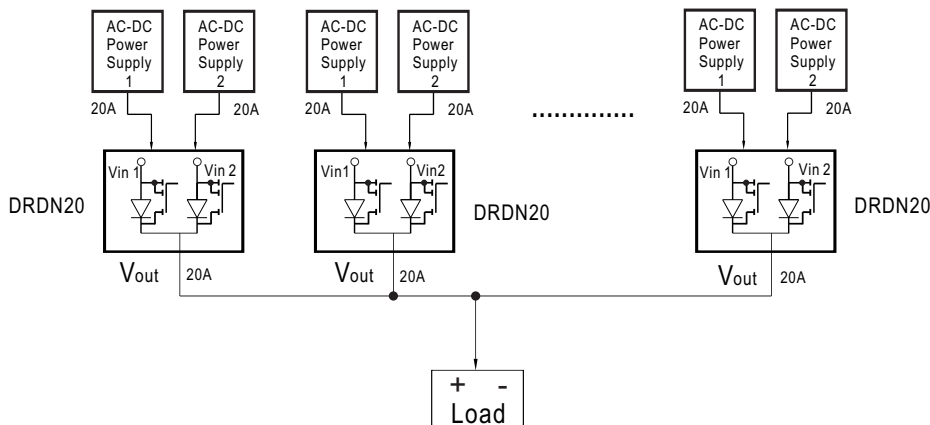 AC-DC
Power
Supply
1
AC-DC
Power
Supply
2
AC-DC
Power
Supply
1
AC-DC
Power
Supply
2
AC-DC
Power
Supply
1
AC-DC
Power
Supply
2
20A
20A
20A
20A
20A
20A
..............
Vin 1
Vin 2
Vin1
Vin2
Vin 1
Vin 2
DRDN20
DRDN20
DRDN20
Vout
20A
Vout
20A
Vout
20A
+ -
Load